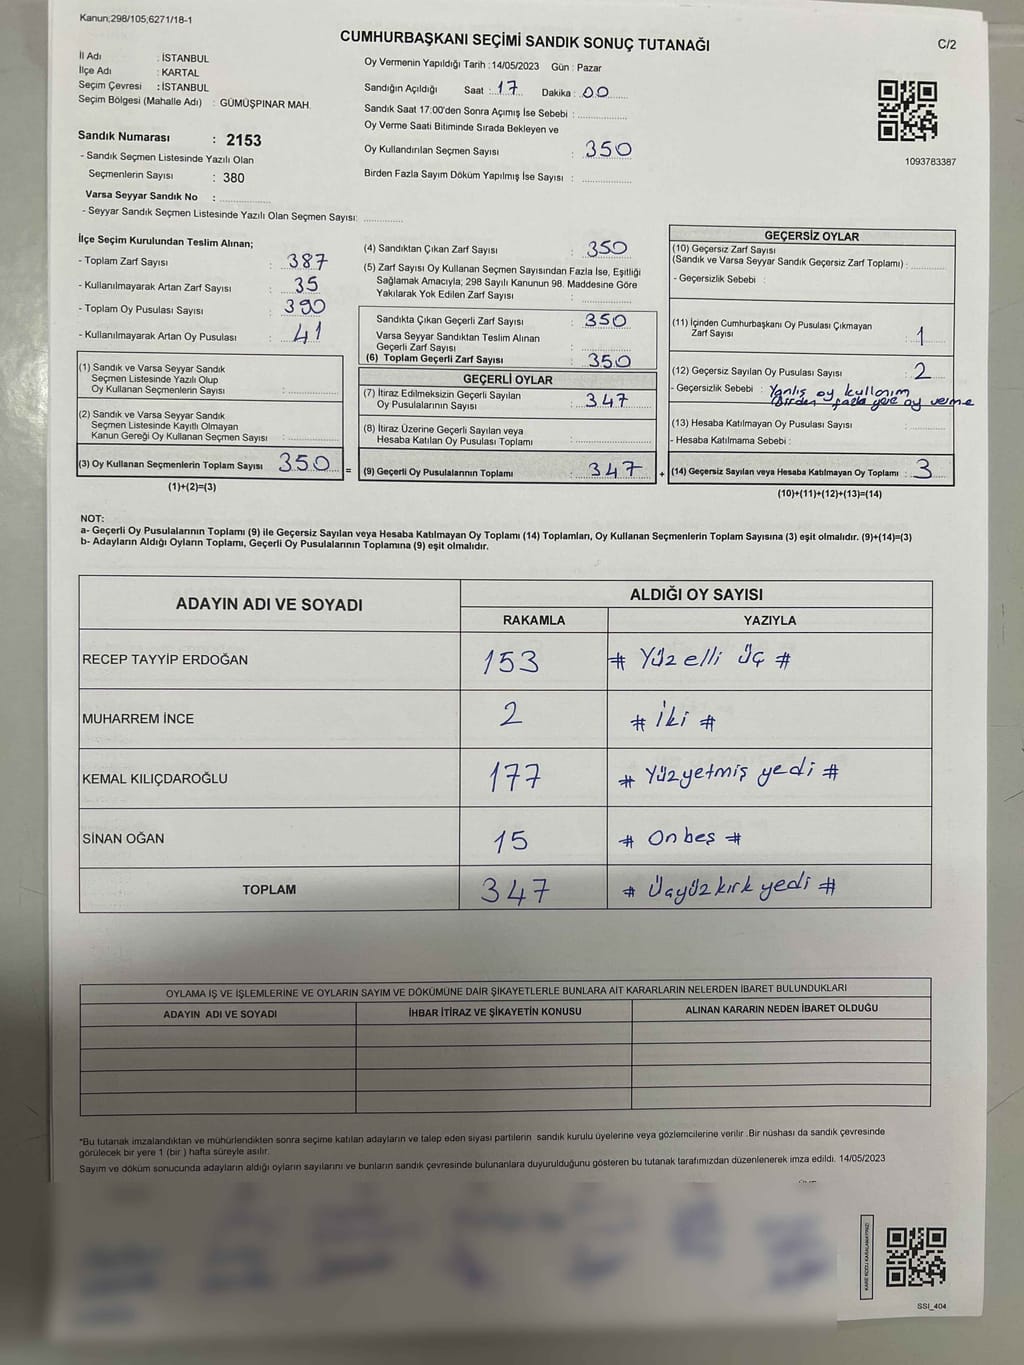 Kanun;298/105,6271/18-1
CUMHURBAŞKANI SEÇİMİ SANDIK SONUÇ TUTANAĞI
C/2
İl Adı : İSTANBUL
İlçe Adı : KARTAL
Seçim Çevresi : İSTANBUL
Seçim Bölgesi (Mahalle Adı) : GÜMÜŞPINAR MAH.
Sandık Numarası : 2153
- Sandık Seçmen Listesinde Yazılı Olan
Seçmenlerin Sayısı : 380
Varsa Seyyar Sandık No :
- Seyyar Sandık Seçmen Listesinde Yazılı Olan Seçmen Sayısı:
Oy Vermenin Yapıldığı Tarih : 14/05/2023 Gün : Pazar
Sandığın Açıldığı Saat : 17 Dakika : 00
Sandık Saat 17:00'den Sonra Açımış İse Sebebi :
Oy Verme Saati Bitiminde Sırada Bekleyen ve
Oy Kullandırılan Seçmen Sayısı : 350
Birden Fazla Sayım Döküm Yapılmış İse Sayısı :
1093783387
İlçe Seçim Kurulundan Teslim Alınan;
- Toplam Zarf Sayısı : 387
- Kullanılmayarak Artan Zarf Sayısı : 35
- Toplam Oy Pusulası Sayısı : 390
- Kullanılmayarak Artan Oy Pusulası : 41
(1) Sandık ve Varsa Seyyar Sandık
Seçmen Listesinde Yazılı Olup
Oy Kullanan Seçmenlerin Sayısı :
(2) Sandık ve Varsa Seyyar Sandık
Seçmen Listesinde Kayıtlı Olmayan
Kanun Gereği Oy Kullanan Seçmen Sayısı :
(3) Oy Kullanan Seçmenlerin Toplam Sayısı 350 =
(1)+(2)=(3)
(4) Sandıktan Çıkan Zarf Sayısı : 350
(5) Zarf Sayısı Oy Kullanan Seçmen Sayısından Fazla İse, Eşitliği
Sağlamak Amacıyla; 298 Sayılı Kanunun 98. Maddesine Göre
Yakılarak Yok Edilen Zarf Sayısı :
Sandıkta Çıkan Geçerli Zarf Sayısı : 350
Varsa Seyyar Sandıktan Teslim Alınan
Geçerli Zarf Sayısı :
(6) Toplam Geçerli Zarf Sayısı : 350
GEÇERLİ OYLAR
(7) İtiraz Edilmeksizin Geçerli Sayılan
Oy Pusulalarının Sayısı : 347
(8) İtiraz Üzerine Geçerli Sayılan veya
Hesaba Katılan Oy Pusulası Toplamı :
(9) Geçerli Oy Pusulalarının Toplamı : 347 +
GEÇERSİZ OYLAR
(10) Geçersiz Zarf Sayısı
(Sandık ve Varsa Seyyar Sandık Geçersiz Zarf Toplamı) :
- Geçersizlik Sebebi :
(11) İçinden Cumhurbaşkanı Oy Pusulası Çıkmayan
Zarf Sayısı : 1
(12) Geçersiz Sayılan Oy Pusulası Sayısı : 2
- Geçersizlik Sebebi : Yanlış oy kullanım
Birden fazla yere oy verme
(13) Hesaba Katılmayan Oy Pusulası Sayısı :
- Hesaba Katılmama Sebebi :
(14) Geçersiz Sayılan veya Hesaba Katılmayan Oy Toplamı : 3
(10)+(11)+(12)+(13)=(14)
NOT:
a- Geçerli Oy Pusulalarının Toplamı (9) ile Geçersiz Sayılan veya Hesaba Katılmayan Oy Toplamı (14) Toplamları, Oy Kullanan Seçmenlerin Toplam Sayısına (3) eşit olmalıdır. (9)+(14)=(3)
b- Adayların Aldığı Oyların Toplamı, Geçerli Oy Pusulalarının Toplamına (9) eşit olmalıdır.
ADAYIN ADI VE SOYADI
ALDIĞI OY SAYISI
RAKAMLA YAZIYLA
RECEP TAYYİP ERDOĞAN 153 # Yüz elli üç #
MUHARREM İNCE 2 # iki #
KEMAL KILIÇDAROĞLU 177 # Yüzyetmiş yedi #
SİNAN OĞAN 15 # On beş #
TOPLAM 347 # Üçyüz kırk yedi #
OYLAMA İŞ VE İŞLEMLERİNE VE OYLARIN SAYIM VE DÖKÜMÜNE DAİR ŞİKAYETLERLE BUNLARA AİT KARARLARIN NELERDEN İBARET BULUNDUKLARI
ADAYIN ADI VE SOYADI İHBAR İTİRAZ VE ŞİKAYETİN KONUSU ALINAN KARARIN NEDEN İBARET OLDUĞU
*Bu tutanak imzalandıktan ve mühürlendikten sonra seçime katılan adayların ve talep eden siyası partilerin sandık kurulu üyelerine veya gözlemcilerine verilir .Bir nüshası da sandık çevresinde
görülecek bir yere 1 (bir ) hafta süreyle asılır.
Sayım ve döküm sonucunda adayların aldığı oyların sayılarını ve bunların sandık çevresinde bulunanlara duyurulduğunu gösteren bu tutanak tarafımızdan düzenlenerek imza edildi. 14/05/2023
KARE KODU KARALAMAYINIZ!
SSI_404